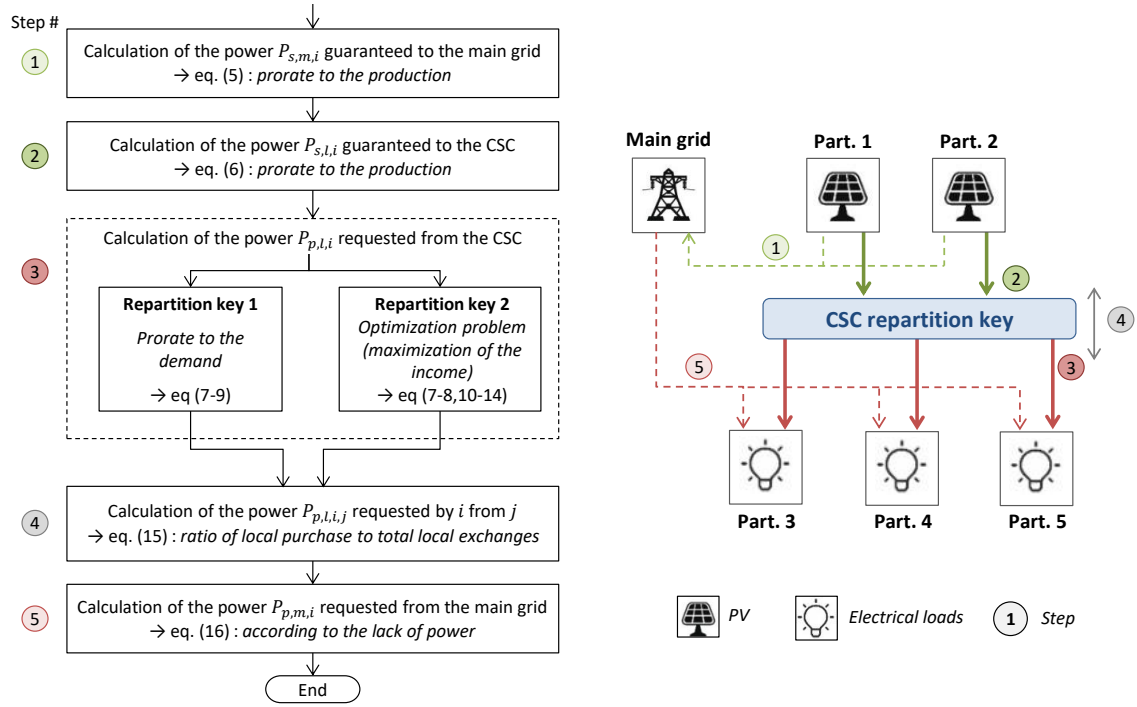 Step #
1
Calculation of the power P_{s,m,i} guaranteed to the main grid
→ eq. (5) : prorate to the production
2
Calculation of the power P_{s,l,i} guaranteed to the CSC
→ eq. (6) : prorate to the production
3
Calculation of the power P_{p,l,i} requested from the CSC
Repartition key 1
Prorate to the
demand
→ eq (7-9)
Repartition key 2
Optimization problem
(maximization of the
income)
→ eq (7-8,10-14)
4
Calculation of the power P_{p,l,i,j} requested by i from j
→ eq. (15) : ratio of local purchase to total local exchanges
5
Calculation of the power P_{p,m,i} requested from the main grid
→ eq. (16) : according to the lack of power
End
Main grid
Part. 1
Part. 2
1
2
CSC repartition key
4
5
3
Part. 3
Part. 4
Part. 5
PV
Electrical loads
1
Step